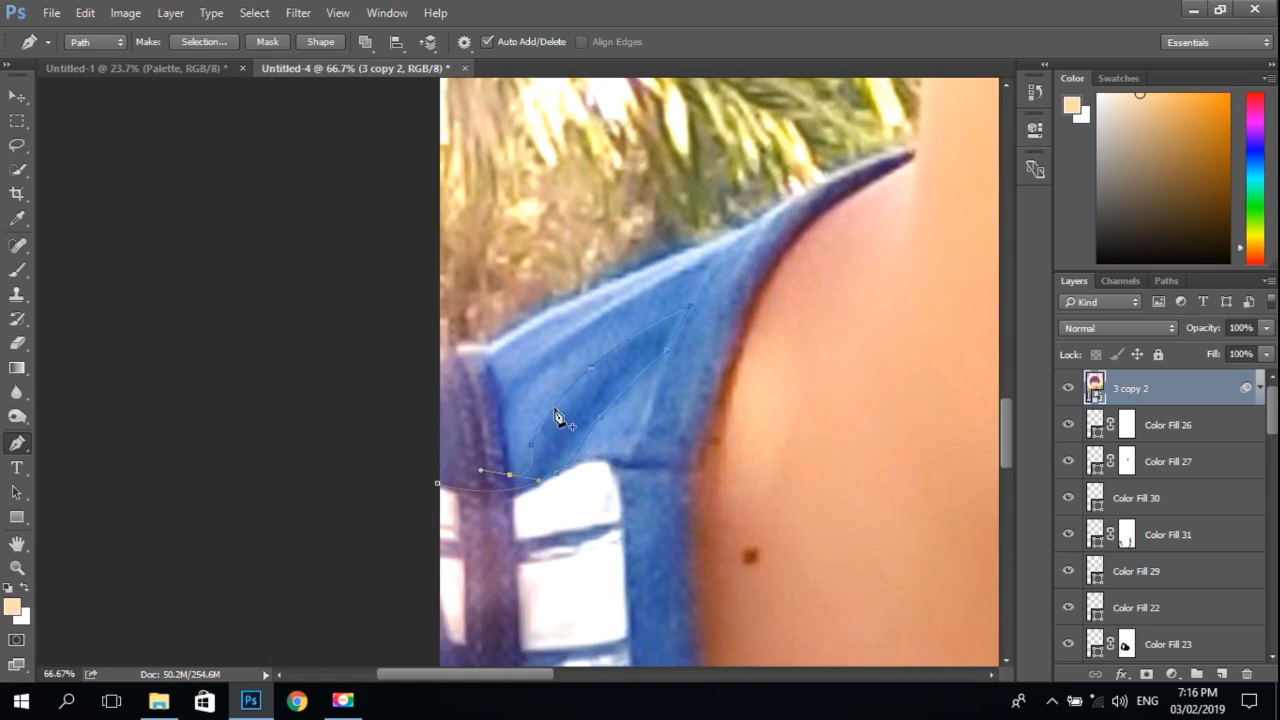 Ps File Edit Image Layer Type Select Filter View Window Help
Path Make: Selection... Mask Shape Auto Add/Delete Align Edges Essentials
Untitled-1 @ 23.7% (Palette, RGB/8) * × Untitled-4 @ 66.7% (3 copy 2, RGB/8) * ×
Color Swatches
Layers Channels Paths
Kind
Normal Opacity: 100%
Lock: Fill: 100%
3 copy 2
Color Fill 26
Color Fill 27
Color Fill 30
Color Fill 31
Color Fill 29
Color Fill 22
Color Fill 23
66.67% Doc: 50.2M/254.6M
fx
Ps ENG 7:16 PM
03/02/2019